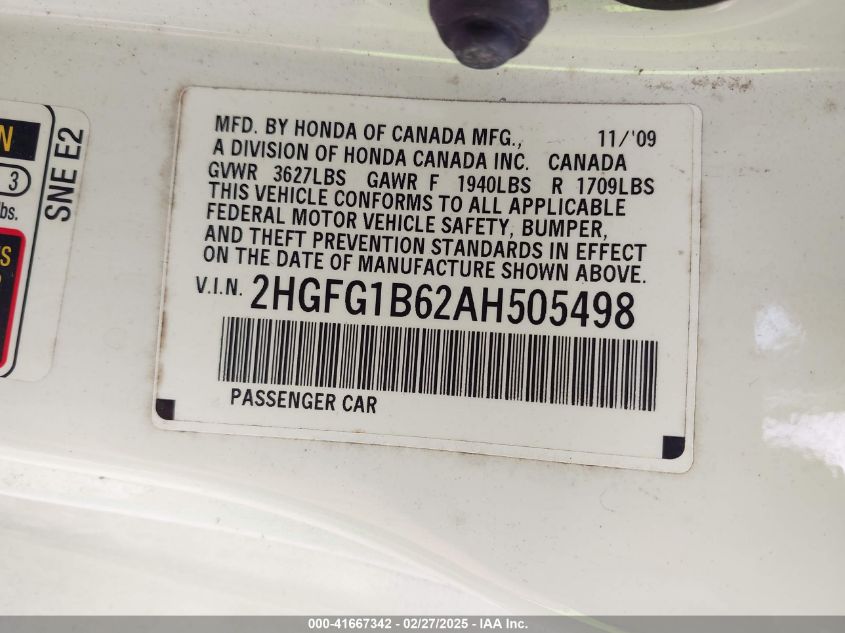 N
3
lbs.
S
SNE E2
MFD. BY HONDA OF CANADA MFG., 11/'09
A DIVISION OF HONDA CANADA INC. CANADA
GVWR 3627LBS GAWR F 1940LBS R 1709LBS
THIS VEHICLE CONFORMS TO ALL APPLICABLE
FEDERAL MOTOR VEHICLE SAFETY, BUMPER,
AND THEFT PREVENTION STANDARDS IN EFFECT
ON THE DATE OF MANUFACTURE SHOWN ABOVE.
V.I.N. 2HGFG1B62AH505498
PASSENGER CAR
000-41667342 / 02/27/2025 - IAA Inc.